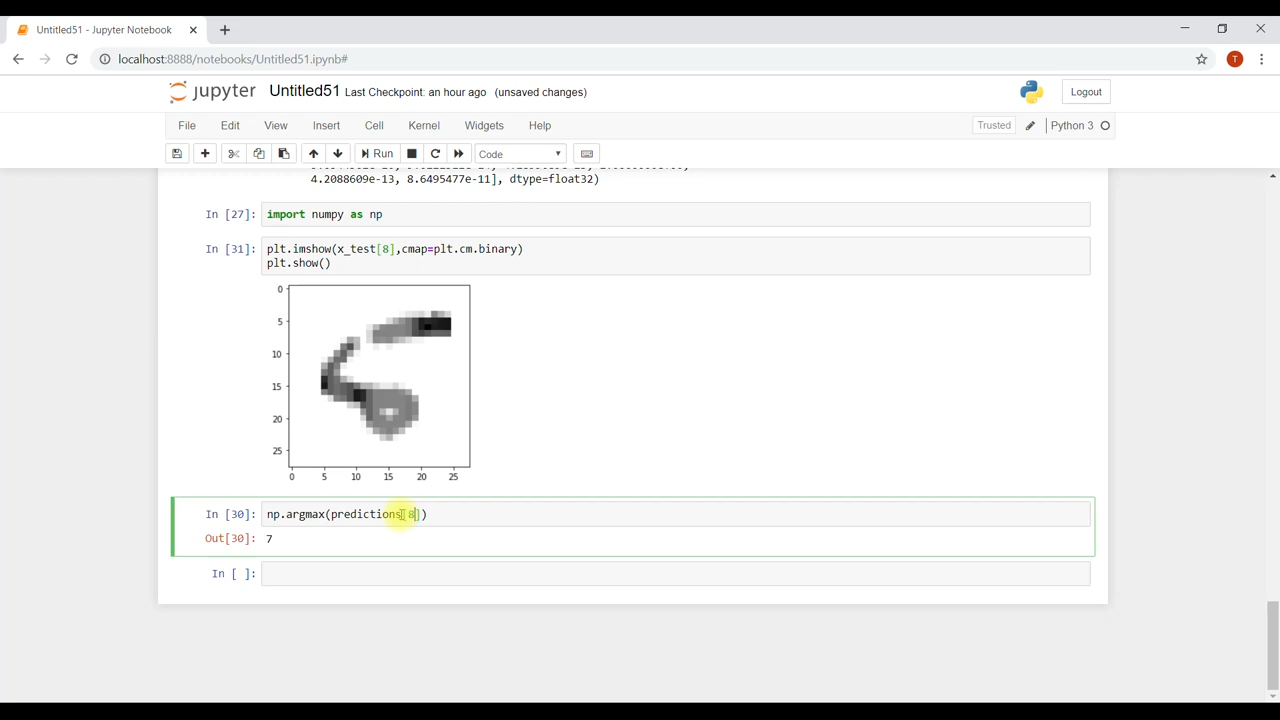 Untitled51 - Jupyter Notebook
localhost:8888/notebooks/Untitled51.ipynb#
T
jupyter Untitled51 Last Checkpoint: an hour ago (unsaved changes)
Logout
File Edit View Insert Cell Kernel Widgets Help
Trusted Python 3
Run Code
4.2088609e-13, 8.6495477e-11], dtype=float32)
In [27]: import numpy as np
In [31]: plt.imshow(x_test[8],cmap=plt.cm.binary)
plt.show()
0
5
10
15
20
25
0 5 10 15 20 25
In [30]: np.argmax(predictions[8])
Out[30]: 7
In [ ]: